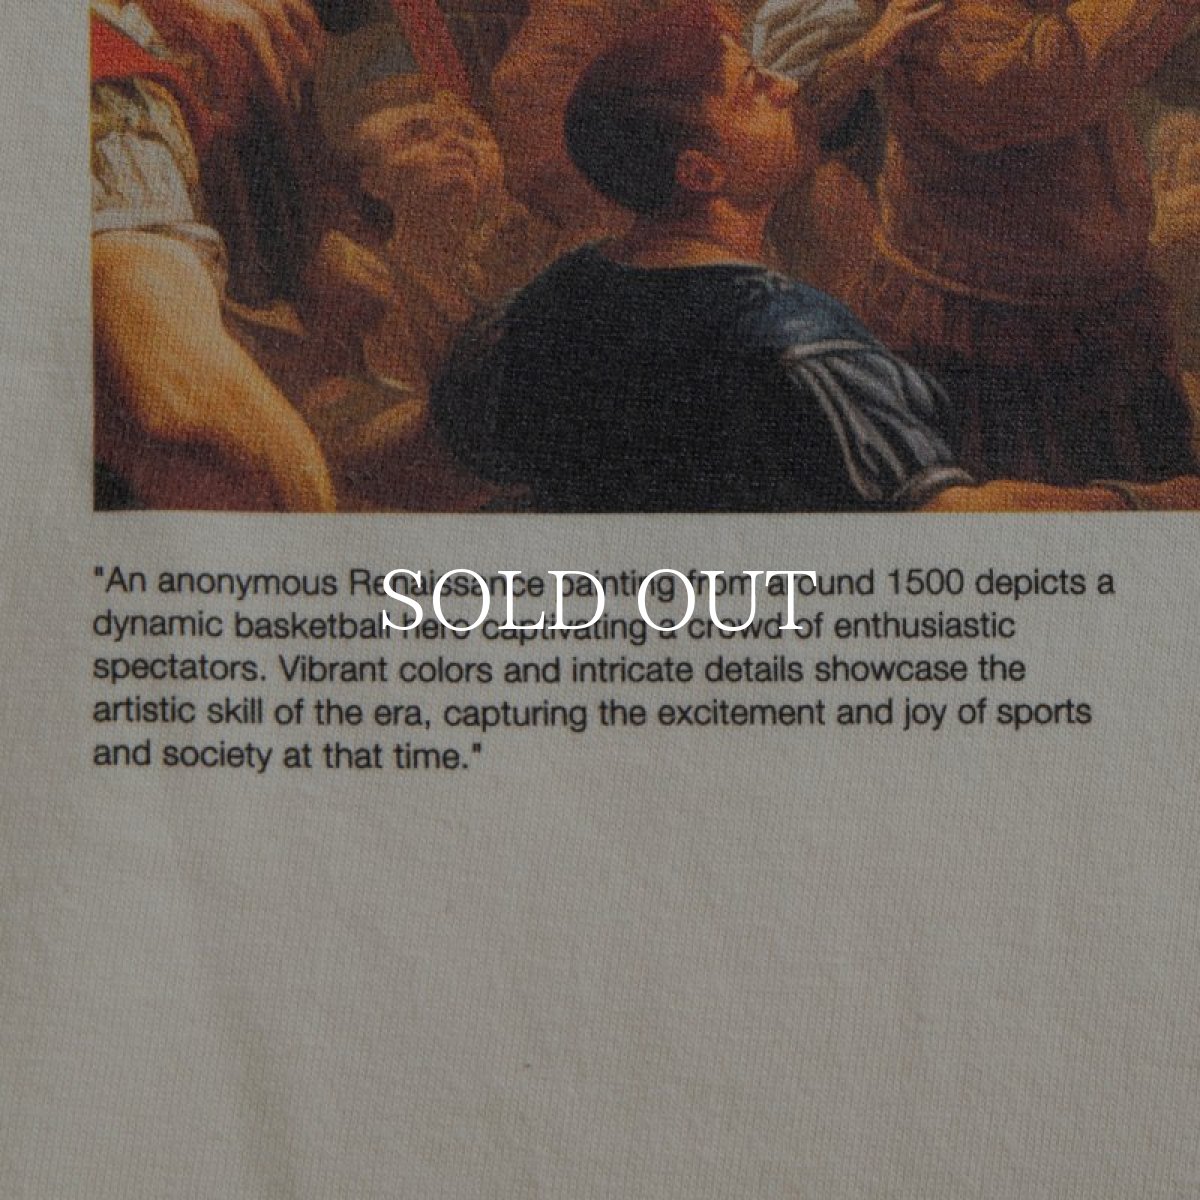 "An anonymous Renaissance painting from around 1500 depicts a
SOLD OUT
dynamic basketball hero captivating a crowd of enthusiastic
spectators. Vibrant colors and intricate details showcase the
artistic skill of the era, capturing the excitement and joy of sports
and society at that time."